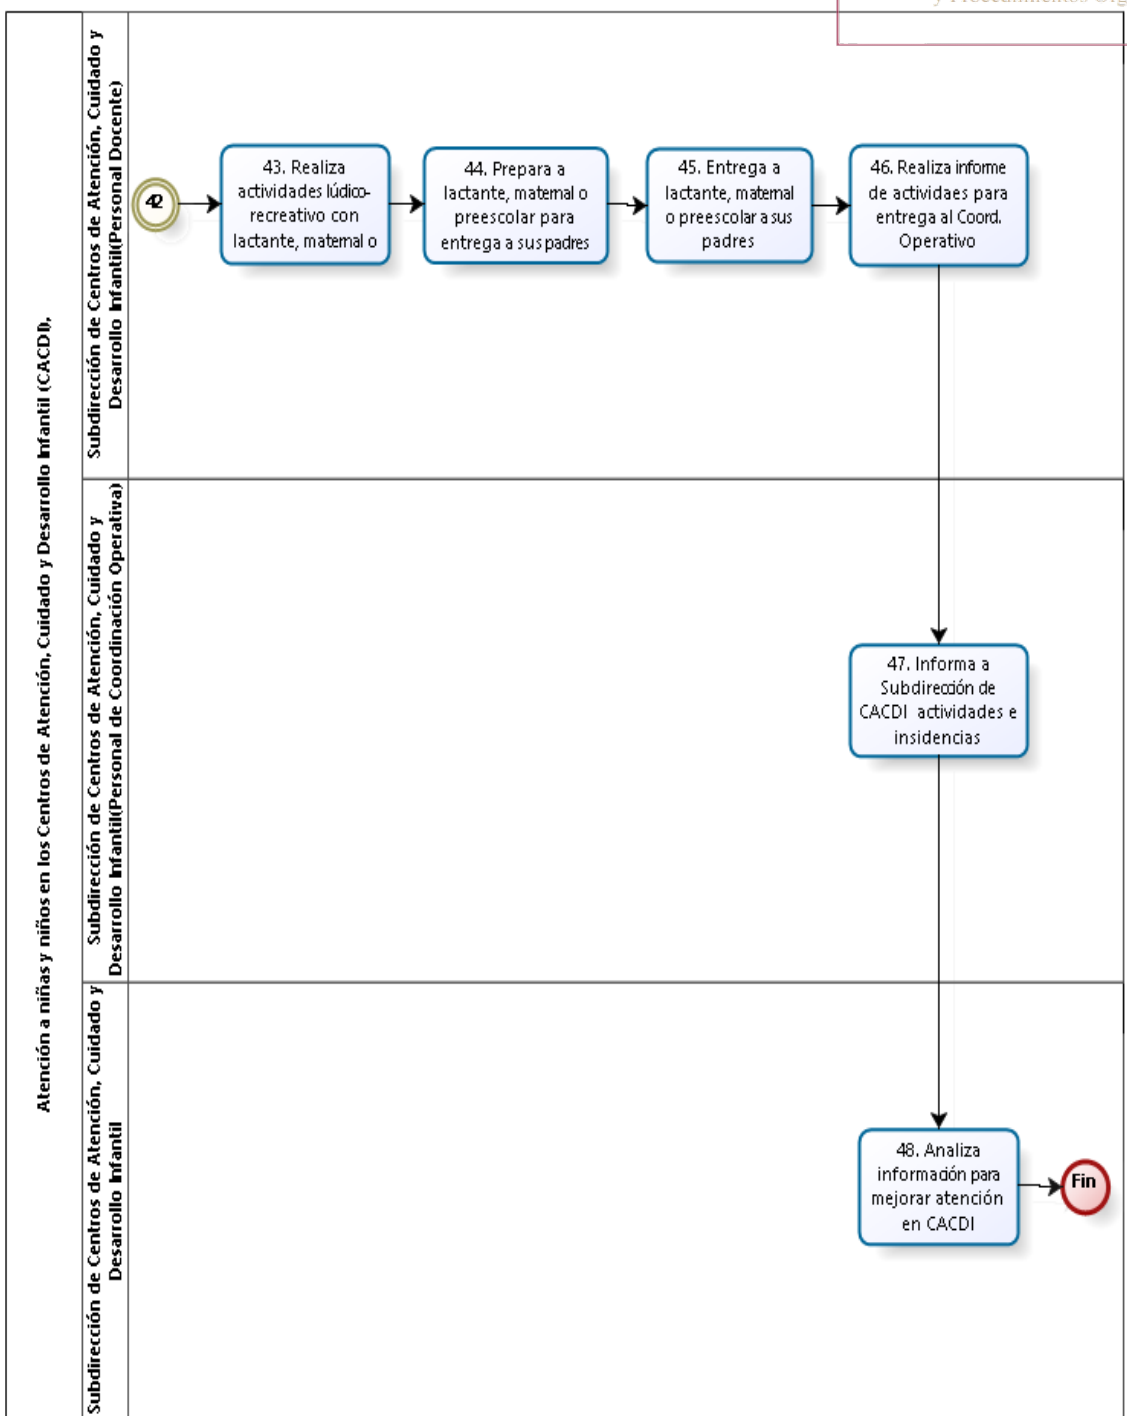 y Procedimientos Org
Atención a niñas y niños en los Centros de Atención, Cuidado y Desarrollo Infantil (CACDI),
Subdirección de Centros de Atención, Cuidado y
Desarrollo Infantil(Personal Docente)
42
43. Realiza
actividades lúdico-
recreativo con
lactante, maternal o
44. Prepara a
lactante, maternal o
preescolar para
entrega a sus padres
45. Entrega a
lactante, maternal
o preescolar a sus
padres
46. Realiza informe
de actividaes para
entrega al Coord.
Operativo
Subdirección de Centros de Atención, Cuidado y
Desarrollo Infantil(Personal de Coordinación Operativa)
47. Informa a
Subdirección de
CACDI actividades e
insidencias
Subdirección de Centros de Atención, Cuidado y
Desarrollo Infantil
48. Analiza
información para
mejorar atención
en CACDI
Fin